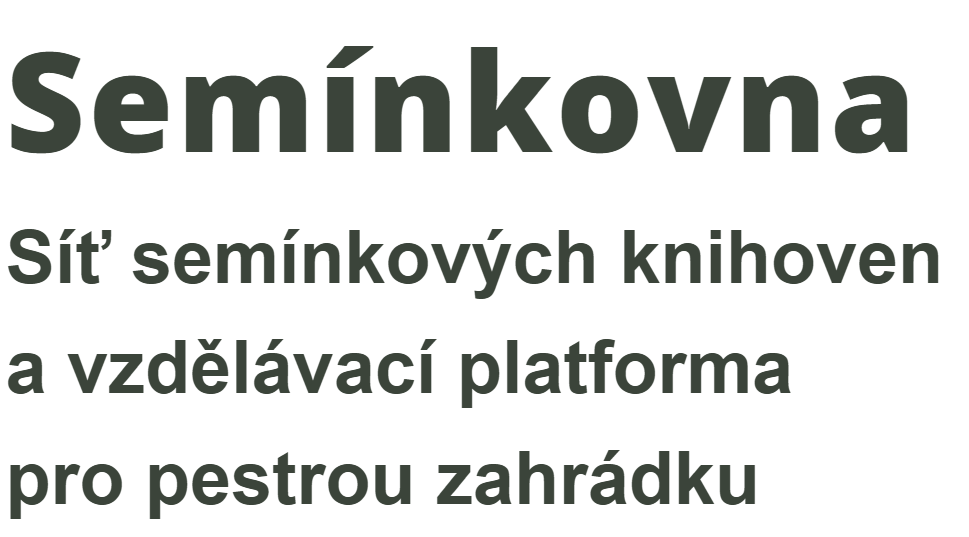 Semínkovna
Síť semínkových knihoven
a vzdělávací platforma
pro pestrou zahrádku